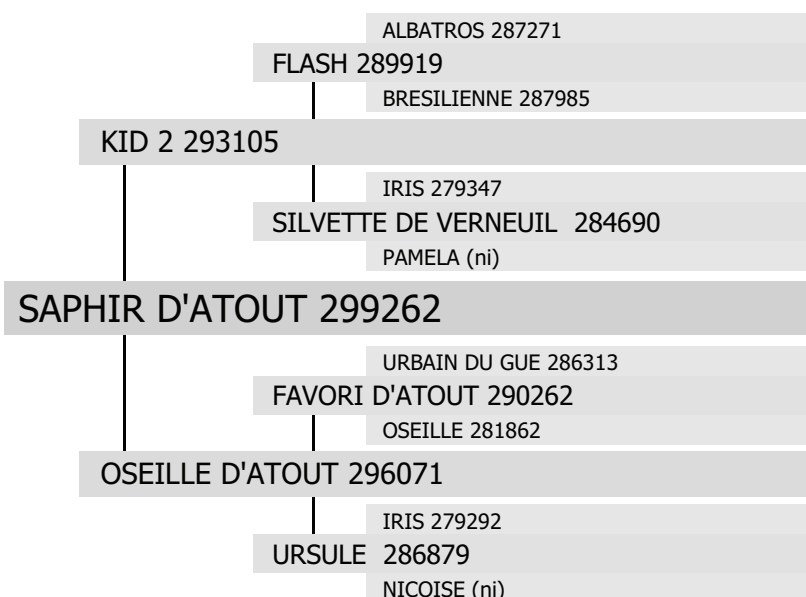 ALBATROS 287271
FLASH 289919
BRESILIENNE 287985
KID 2 293105
IRIS 279347
SILVETTE DE VERNEUIL 284690
PAMELA (ni)
SAPHIR D'ATOUT 299262
URBAIN DU GUE 286313
FAVORI D'ATOUT 290262
OSEILLE 281862
OSEILLE D'ATOUT 296071
IRIS 279292
URSULE 286879
NICOISE (ni)